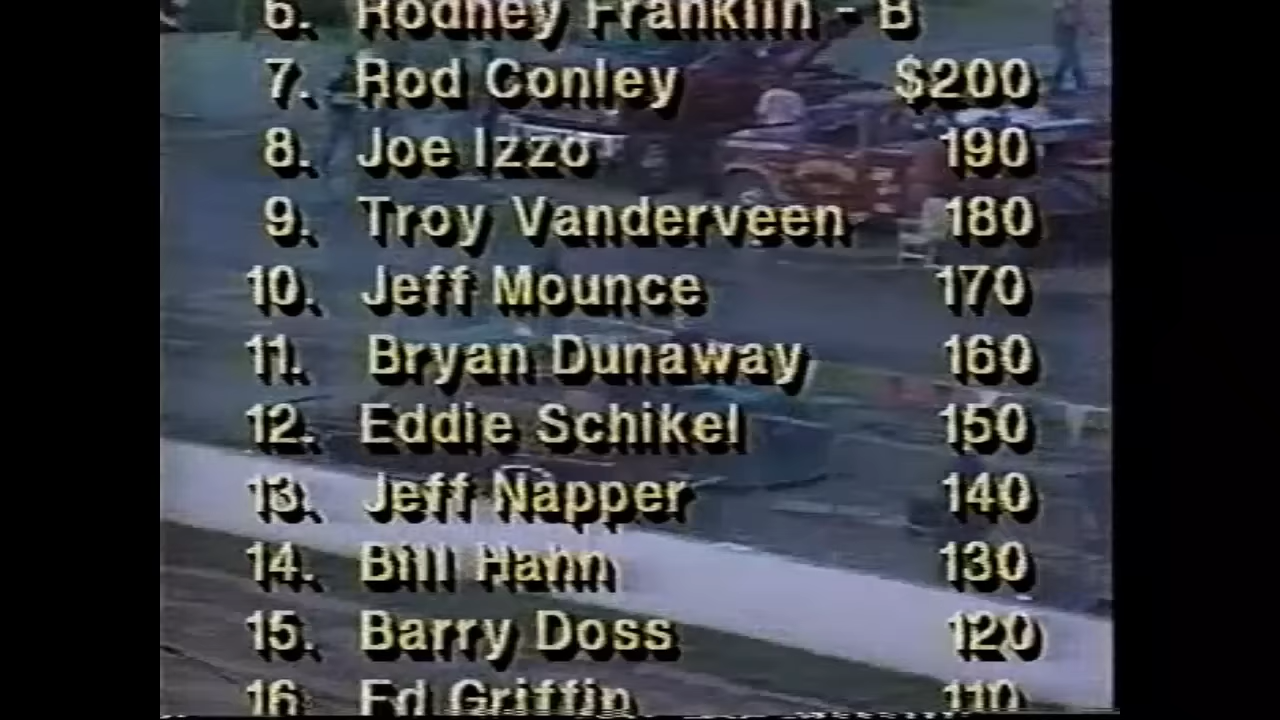 6. Rodney Franklin - B
7. Rod Conley $200
8. Joe Izzo 190
9. Troy Vanderveen 180
10. Jeff Mounce 170
11. Bryan Dunaway 160
12. Eddie Schikel 150
13. Jeff Napper 140
14. Bill Hahn 130
15. Barry Doss 120
16. Ed Griffin 110